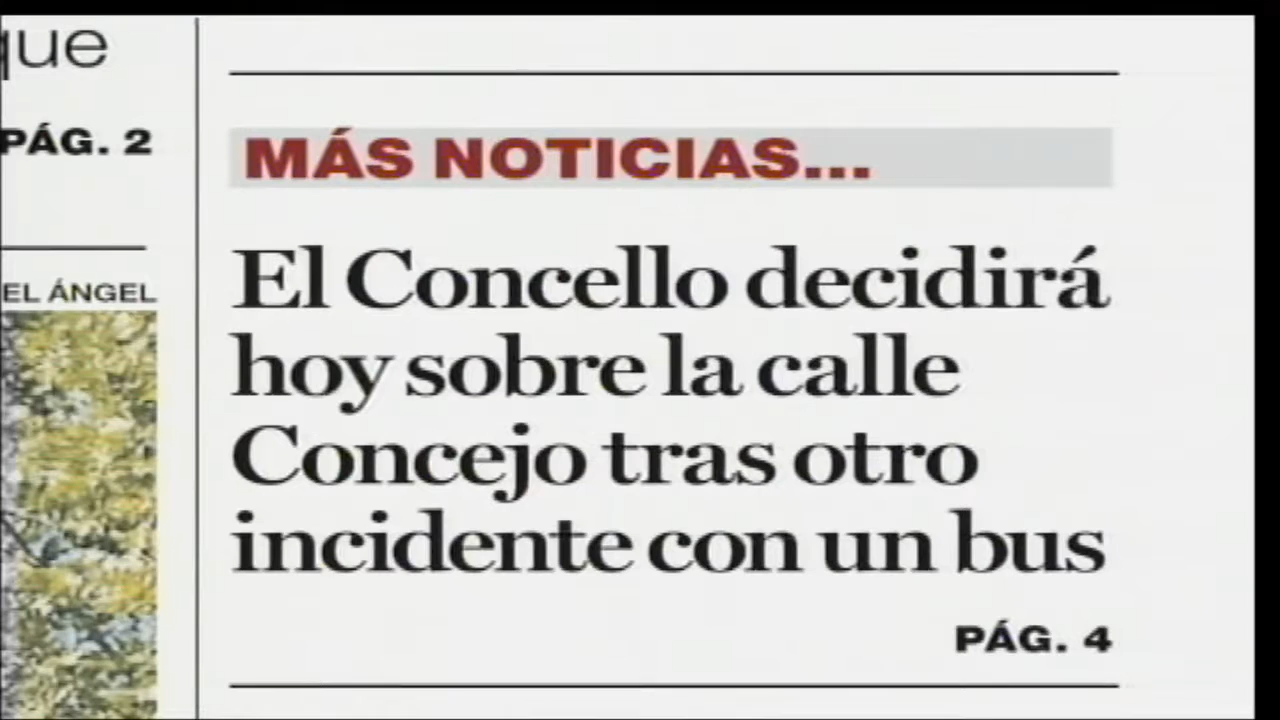 que
PÁG. 2
EL ÁNGEL
MÁS NOTICIAS...
El Concello decidirá
hoy sobre la calle
Concejo tras otro
incidente con un bus
PÁG. 4